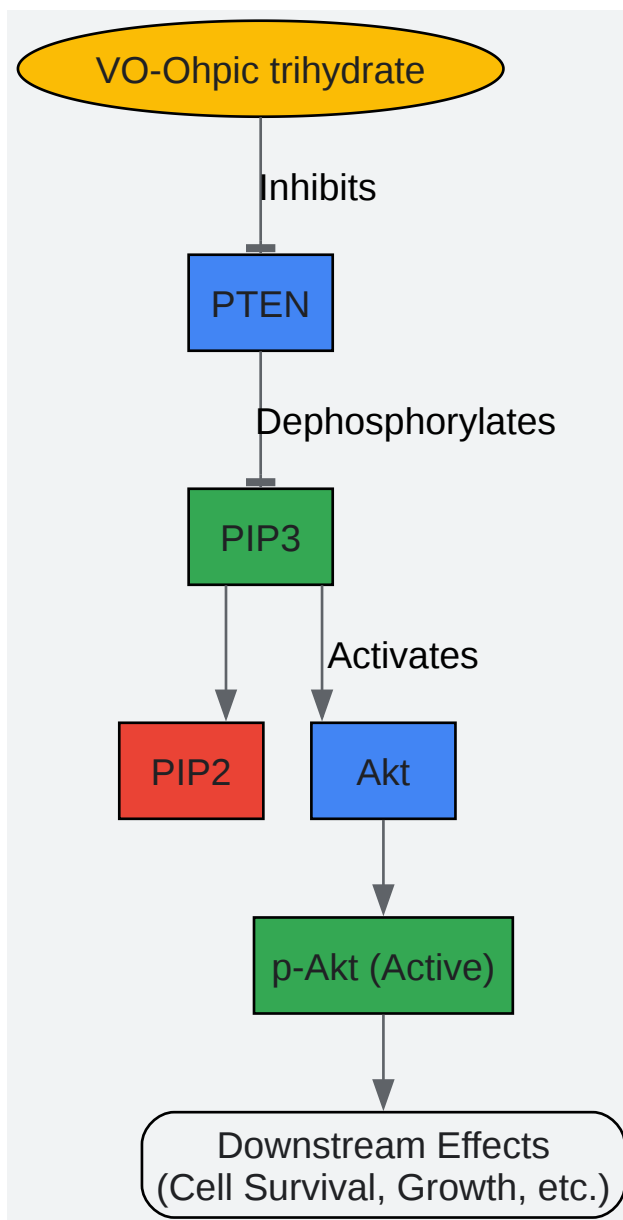 VO-Ohpic trihydrate
Inhibits
PTEN
Dephosphorylates
PIP3
Activates
PIP2
Akt
p-Akt (Active)
Downstream Effects
(Cell Survival, Growth, etc.)